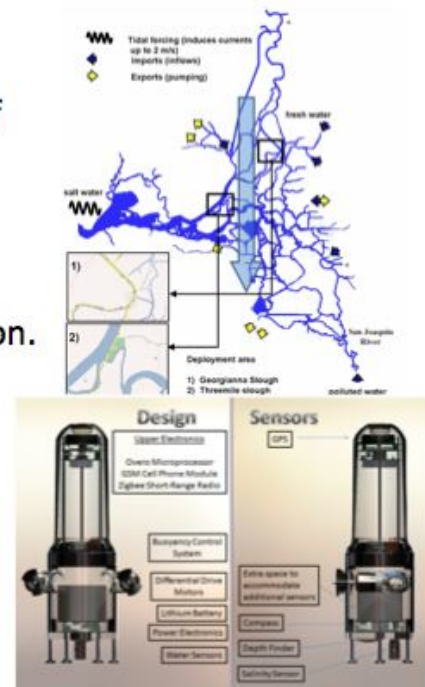 Tidal forcing (induces currents
up to 2 m/s)
Imports (inflows)
Exports (pumping)
fresh water
salt water
on.
1)
2)
San Joaquin
River
Deployment area
1) Georgianna Slough
2) Threemile slough
polluted water
Design
Upper Electronics
Overo Microprocessor
GSM Cell Phone Module
Zigbee Short-Range Radio
Buoyancy Control
System
Differential Drive
Motors
Lithium Battery
Power Electronics
Water Sensors
Sensors
GPS
Extra space to
accommodate
additional sensors
Compass
Depth Finder
Salinity Sensor